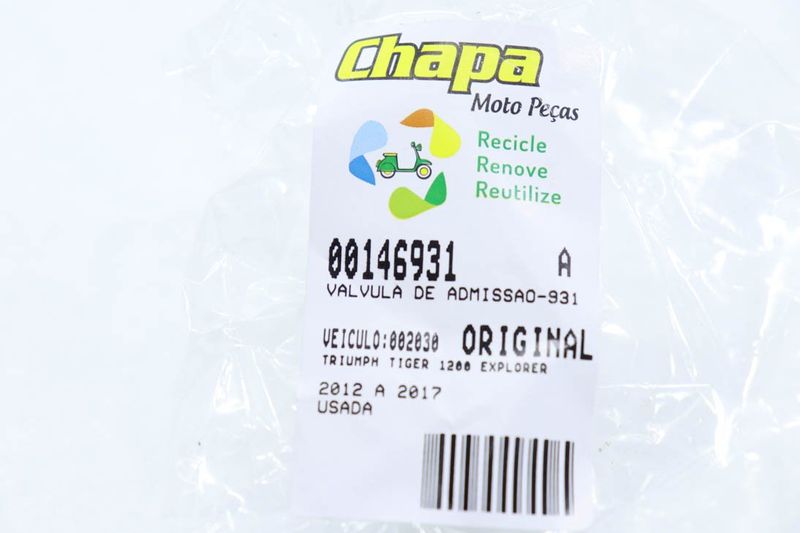 Chapa
Moto Peças
Recicle
Renove
Reutilize
00146931 A
VALVULA DE ADMISSAO-931
VEICULO:002030 ORIGINAL
TRIUMPH TIGER 1200 EXPLORER
2012 A 2017
USADA